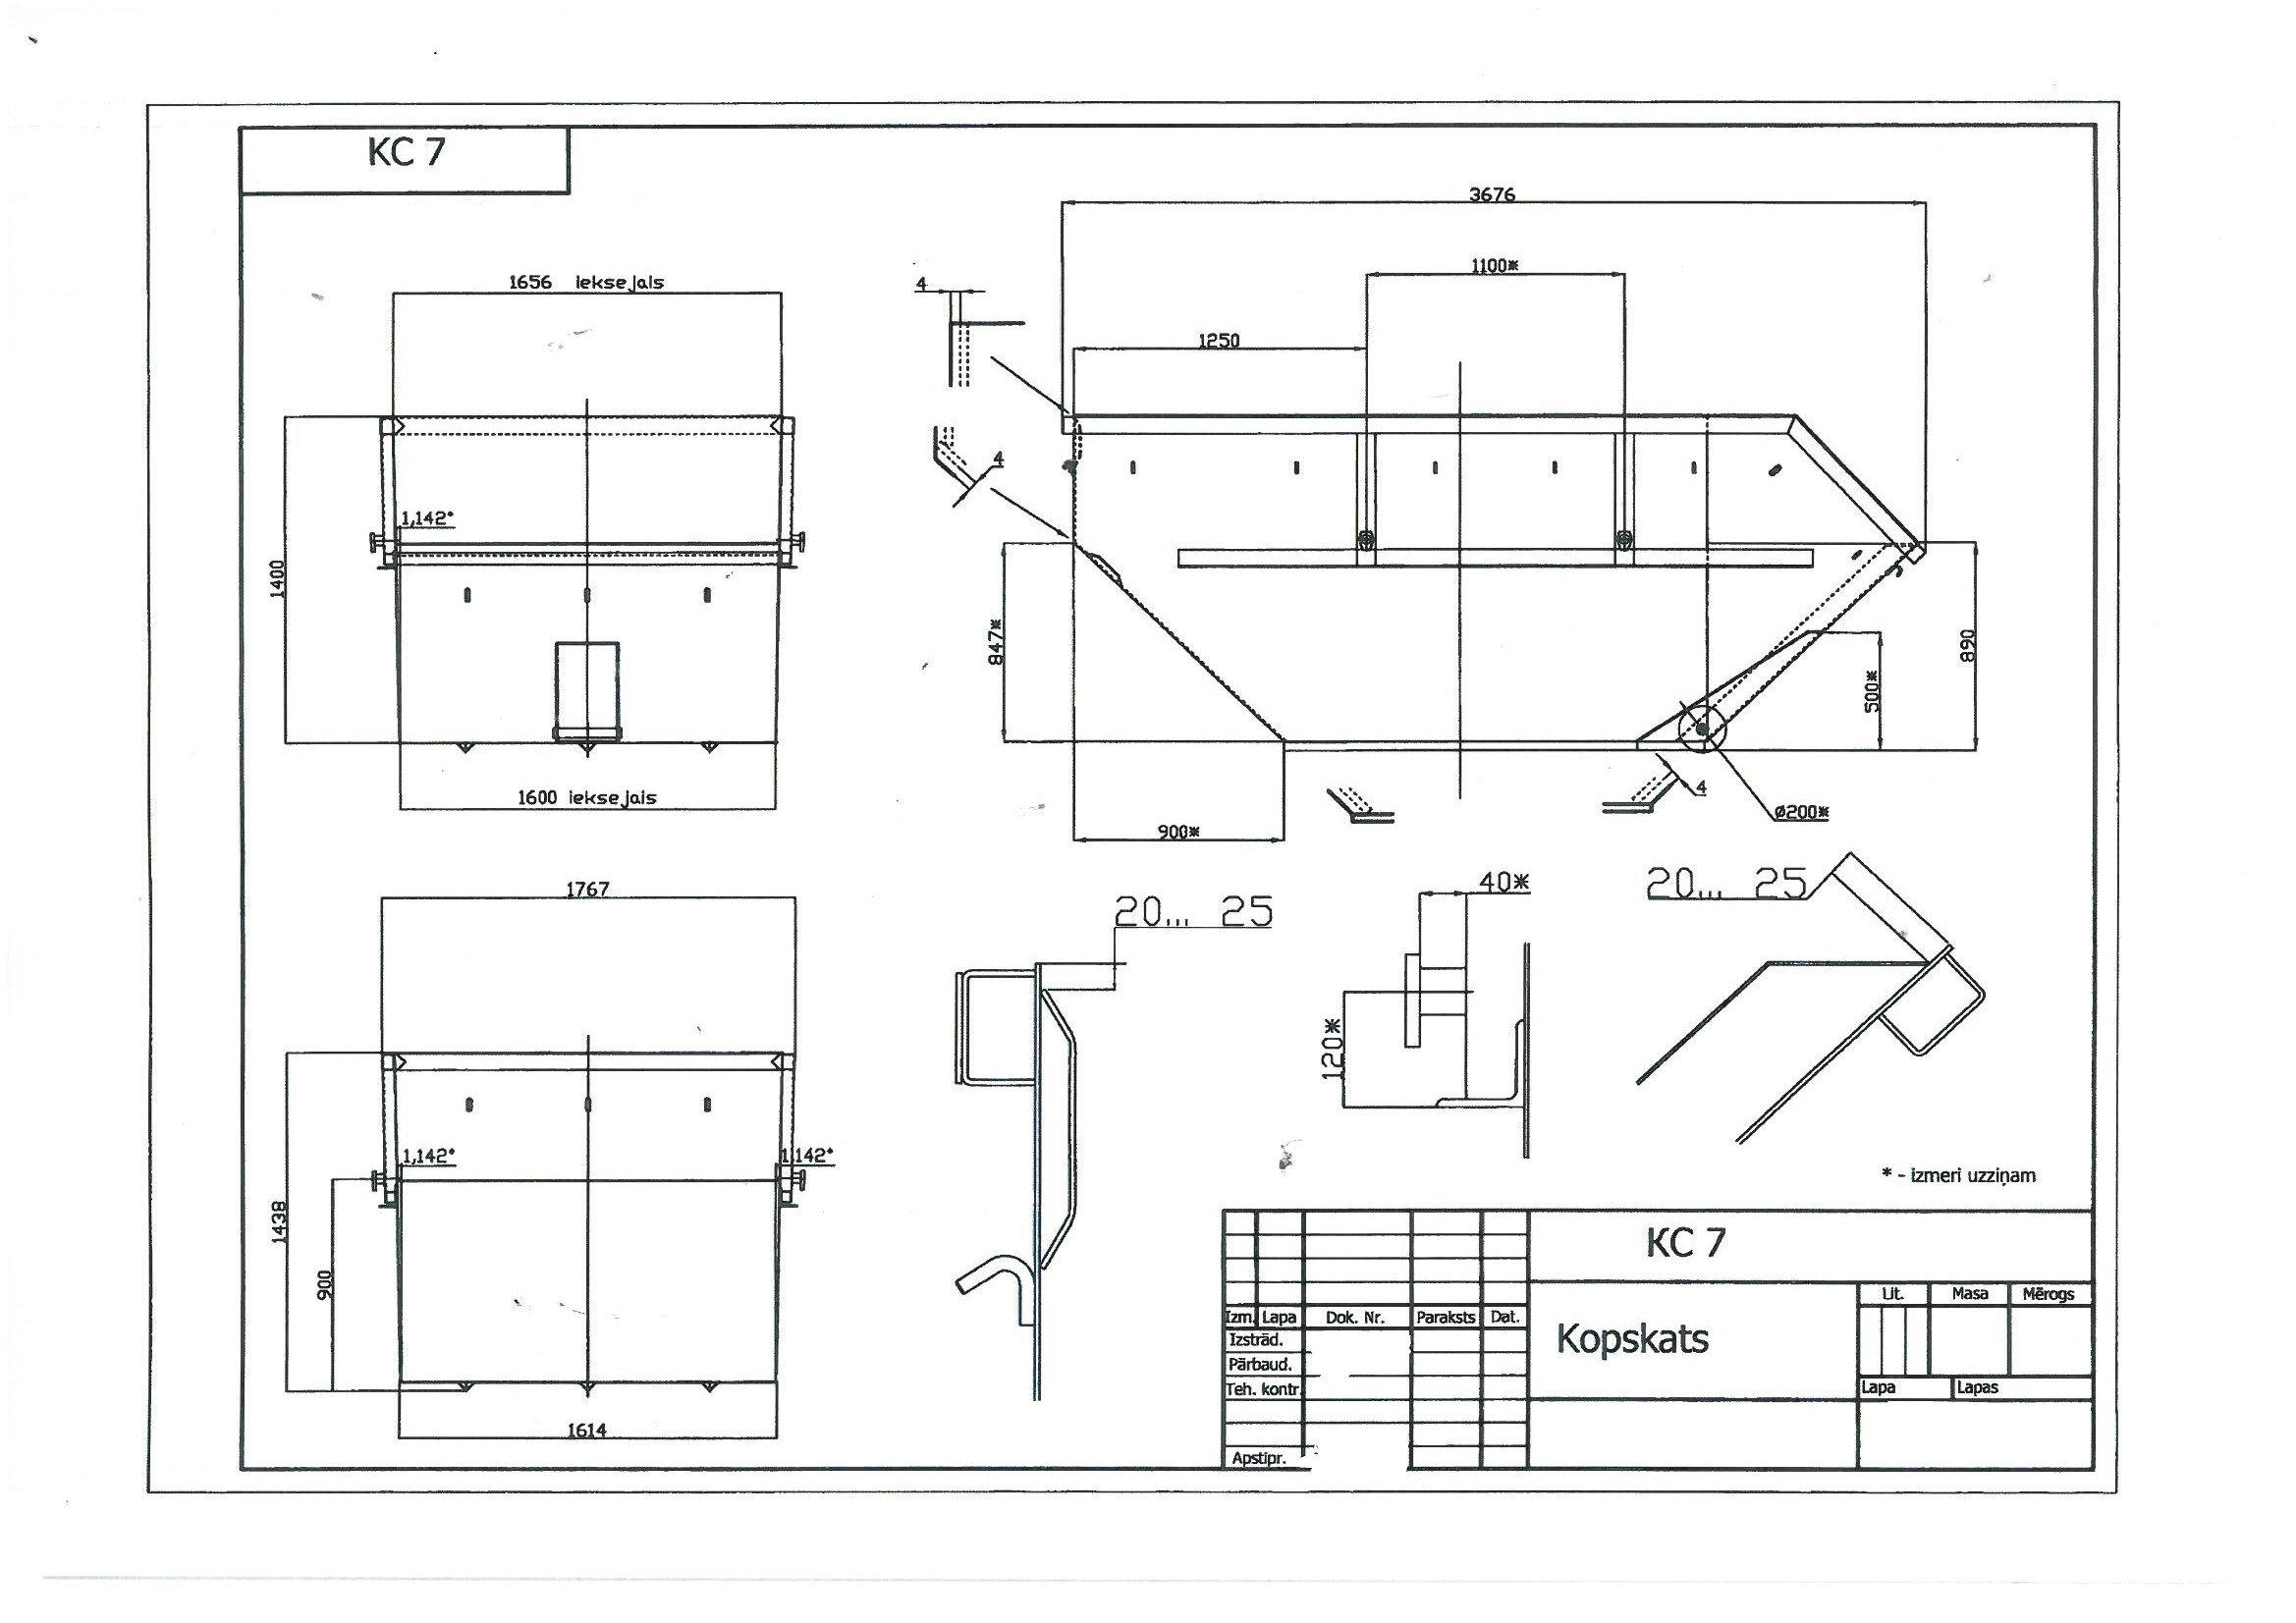 KC 7
3676
1100*
1656 ieksejais
4
1250
4
1,142°
1400
847*
890
500*
4
1600 ieksejais
Ø200*
900*
1767
20... 25
40*
20... 25
120*
1,142°
1,142°
* - izmeri uzziņam
1438
900
KC 7
Lit. Masa Mērogs
Izm. Lapa Dok. Nr. Paraksts Dat.
Kopskats
Izstrād.
Pārbaud.
Teh. kontr.
Lapa Lapas
1614
Apstipr.